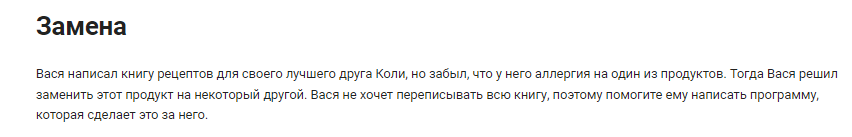 Замена
Вася написал книгу рецептов для своего лучшего друга Коли, но забыл, что у него аллергия на один из продуктов. Тогда Вася решил
заменить этот продукт на некоторый другой. Вася не хочет переписывать всю книгу, поэтому помогите ему написать программу,
которая сделает это за него.